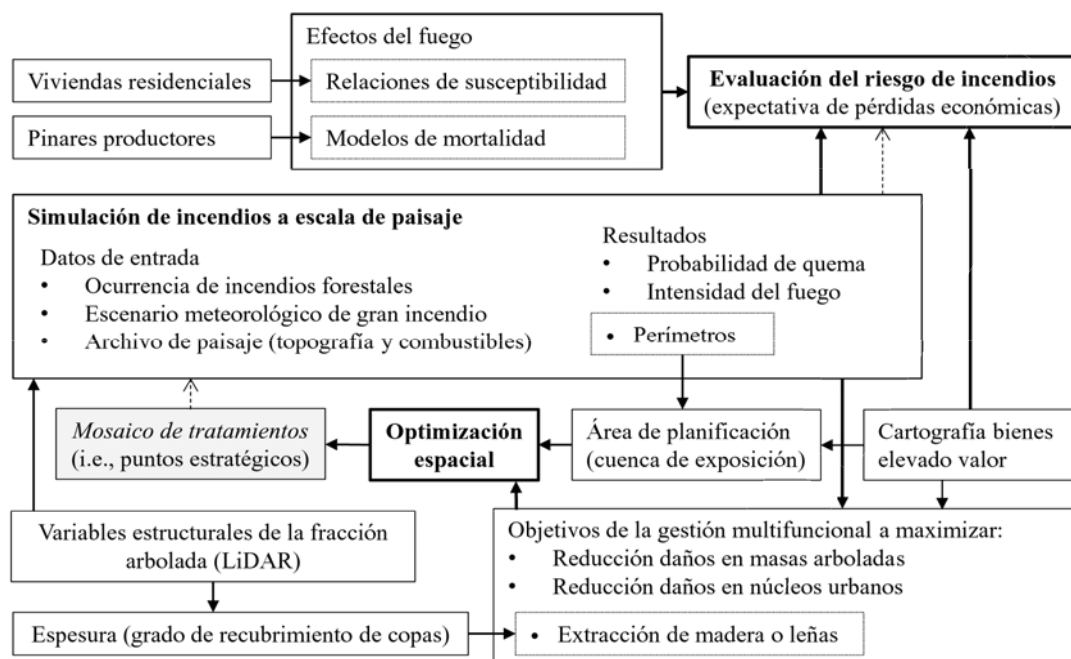 Efectos del fuego
Viviendas residenciales
Relaciones de susceptibilidad
Pinares productores
Modelos de mortalidad
Evaluación del riesgo de incendios
(expectativa de pérdidas económicas)
Simulación de incendios a escala de paisaje
Datos de entrada
• Ocurrencia de incendios forestales
• Escenario meteorológico de gran incendio
• Archivo de paisaje (topografía y combustibles)
Resultados
• Probabilidad de quema
• Intensidad del fuego
• Perímetros
Mosaico de tratamientos
(i.e., puntos estratégicos)
Optimización
espacial
Área de planificación
(cuenca de exposición)
Cartografía bienes
elevado valor
Variables estructurales de la fracción
arbolada (LiDAR)
Espesura (grado de recubrimiento de copas)
Objetivos de la gestión multifuncional a maximizar:
• Reducción daños en masas arboladas
• Reducción daños en núcleos urbanos
• Extracción de madera o leñas